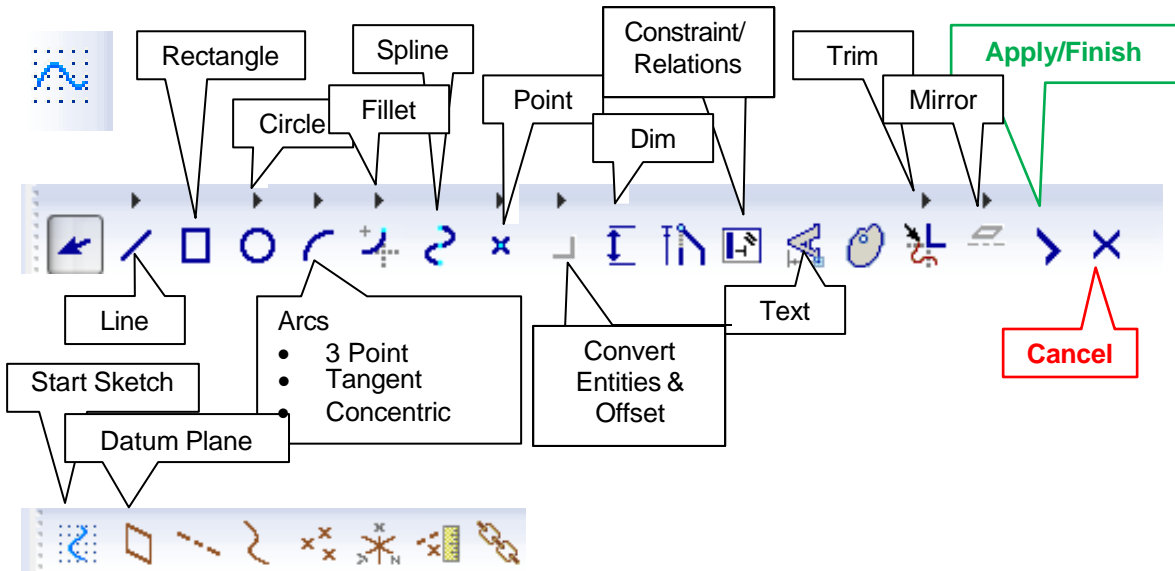 Rectangle
Spline
Constraint/
Relations
Trim
Apply/Finish
Circle
Fillet
Point
Dim
Mirror
Line
Arcs
• 3 Point
• Tangent
• Concentric
Convert
Entities &
Offset
Text
Cancel
Start Sketch
Datum Plane